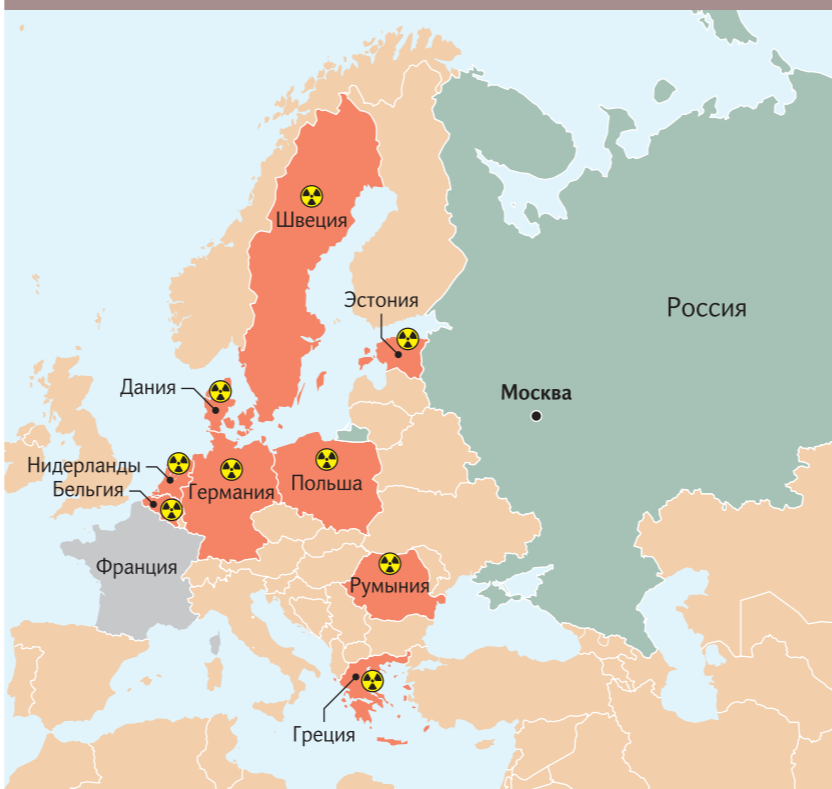 Швеция
Эстония
Россия
Дания
Москва
Нидерланды
Бельгия
Германия
Польша
Франция
Румыния
Греция